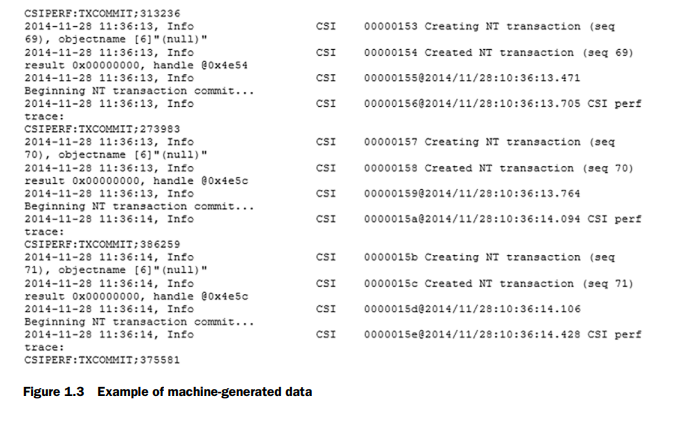 CSIPERF:TXCOMMIT;313236
2014-11-28 11:36:13, Info CSI 00000153 Creating NT transaction (seq
69), objectname [6]"(null)"
2014-11-28 11:36:13, Info CSI 00000154 Created NT transaction (seq 69)
result 0x00000000, handle @0x4e54
2014-11-28 11:36:13, Info CSI 00000155@2014/11/28:10:36:13.471
Beginning NT transaction commit...
2014-11-28 11:36:13, Info CSI 00000156@2014/11/28:10:36:13.705 CSI perf
trace:
CSIPERF:TXCOMMIT;273983
2014-11-28 11:36:13, Info CSI 00000157 Creating NT transaction (seq
70), objectname [6]"(null)"
2014-11-28 11:36:13, Info CSI 00000158 Created NT transaction (seq 70)
result 0x00000000, handle @0x4e5c
2014-11-28 11:36:13, Info CSI 00000159@2014/11/28:10:36:13.764
Beginning NT transaction commit...
2014-11-28 11:36:14, Info CSI 0000015a@2014/11/28:10:36:14.094 CSI perf
trace:
CSIPERF:TXCOMMIT;386259
2014-11-28 11:36:14, Info CSI 0000015b Creating NT transaction (seq
71), objectname [6]"(null)"
2014-11-28 11:36:14, Info CSI 0000015c Created NT transaction (seq 71)
result 0x00000000, handle @0x4e5c
2014-11-28 11:36:14, Info CSI 0000015d@2014/11/28:10:36:14.106
Beginning NT transaction commit...
2014-11-28 11:36:14, Info CSI 0000015e@2014/11/28:10:36:14.428 CSI perf
trace:
CSIPERF:TXCOMMIT;375581
Figure 1.3 Example of machine-generated data